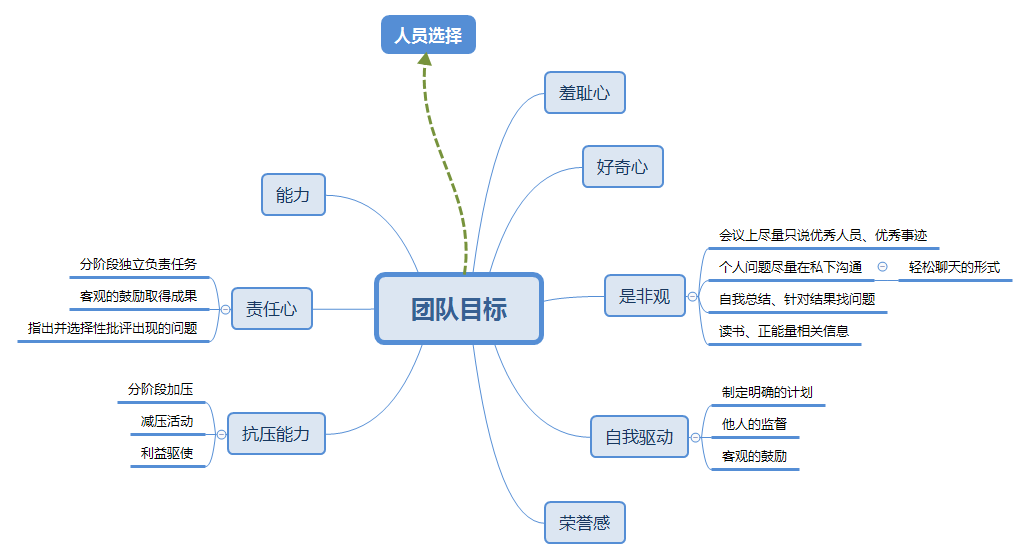 人员选择
羞耻心
好奇心
能力
会议上尽量只说优秀人员、优秀事迹
个人问题尽量在私下沟通
轻松聊天的形式
是非观
自我总结、针对结果找问题
读书、正能量相关信息
团队目标
分阶段独立负责任务
客观的鼓励取得成果
责任心
指出并选择性批评出现的问题
分阶段加压
减压活动
抗压能力
利益驱使
制定明确的计划
他人的监督
自我驱动
客观的鼓励
荣誉感